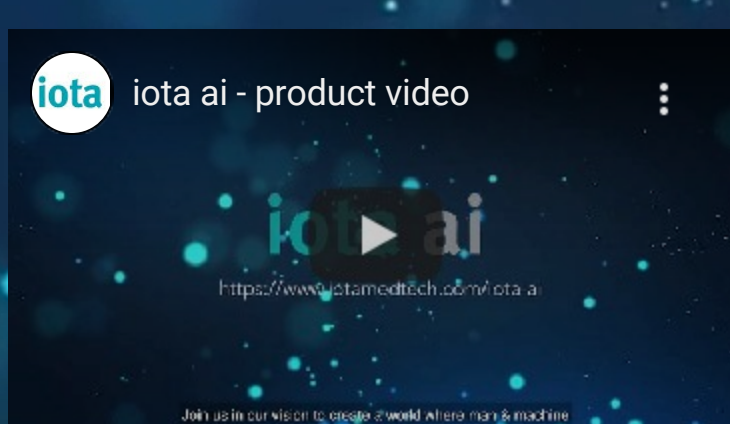 iota
iota ai - product video
iota ai
https://www.iotamedtech.com/iota-ai
Join us in our vision to create a world where man & machine